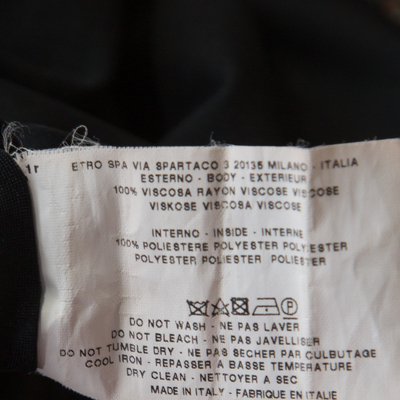 1r
ETRO SPA VIA SPARTACO 3 20135 MILANO - ITALIA
ESTERNO - BODY - EXTERIEUR
100% VISCOSA RAYON VISCOSE VISCOSE
VISKOSE VISCOSA VISCOSE
INTERNO - INSIDE - INTERNE
100% POLIESTERE POLYESTER POLYESTER
POLYESTER POLIESTER POLIESTER
DO NOT WASH - NE PAS LAVER
DO NOT BLEACH - NE PAS JAVELLISER
DO NOT TUMBLE DRY - NE PAS SECHER PAR CULBUTAGE
COOL IRON - REPASSER A BASSE TEMPERATURE
DRY CLEAN - NETTOYER A SEC
MADE IN ITALY - FABRIQUE EN ITALIE